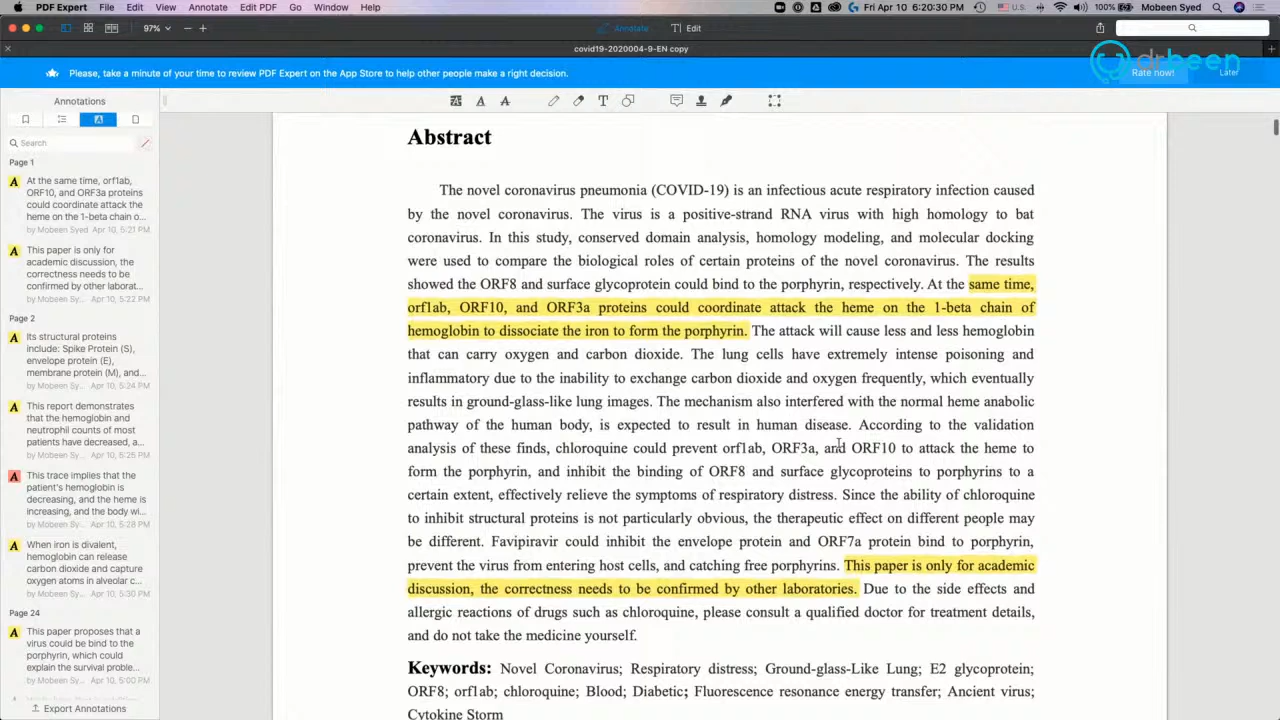 PDF Expert File Edit View Annotate Edit PDF Go Window Help
U.S. 100% Fri Apr 10 6:20:30 PM Mobeen Syed
97% Annotate Edit
covid19-2020004-9-EN copy
drbeen
Please, take a minute of your time to review PDF Expert on the App Store to help other people make a right decision. Rate now! Later
Annotations
Search
Page 1
At the same time, orf1ab,
ORF10, and ORF3a proteins
could coordinate attack the
heme on the 1-beta chain o...
by Mobeen Syed Apr 10, 5:21 PM
This paper is only for
academic discussion, the
correctness needs to be
confirmed by other laborat...
by Mobeen Sy... Apr 10, 5:22 PM
Page 2
Its structural proteins
include: Spike Protein (S),
envelope protein (E),
membrane protein (M), and...
by Mobeen Sy... Apr 10, 5:24 PM
This report demonstrates
that the hemoglobin and
neutrophil counts of most
patients have decreased, a...
by Mobeen Sy... Apr 10, 5:25 PM
This trace implies that the
patient's hemoglobin is
decreasing, and the heme is
increasing, and the body wi...
by Mobeen Sy... Apr 10, 5:28 PM
When iron is divalent,
hemoglobin can release
carbon dioxide and capture
oxygen atoms in alveolar c...
by Mobeen Sy... Apr 10, 5:30 PM
Page 24
This paper proposes that a
virus could be bind to the
porphyrin, which could
explain the survival proble...
by Mobeen Sy... Apr 10, 5:00 PM
Export Annotations
Abstract
The novel coronavirus pneumonia (COVID-19) is an infectious acute respiratory infection caused
by the novel coronavirus. The virus is a positive-strand RNA virus with high homology to bat
coronavirus. In this study, conserved domain analysis, homology modeling, and molecular docking
were used to compare the biological roles of certain proteins of the novel coronavirus. The results
showed the ORF8 and surface glycoprotein could bind to the porphyrin, respectively. At the same time,
orf1ab, ORF10, and ORF3a proteins could coordinate attack the heme on the 1-beta chain of
hemoglobin to dissociate the iron to form the porphyrin. The attack will cause less and less hemoglobin
that can carry oxygen and carbon dioxide. The lung cells have extremely intense poisoning and
inflammatory due to the inability to exchange carbon dioxide and oxygen frequently, which eventually
results in ground-glass-like lung images. The mechanism also interfered with the normal heme anabolic
pathway of the human body, is expected to result in human disease. According to the validation
analysis of these finds, chloroquine could prevent orf1ab, ORF3a, and ORF10 to attack the heme to
form the porphyrin, and inhibit the binding of ORF8 and surface glycoproteins to porphyrins to a
certain extent, effectively relieve the symptoms of respiratory distress. Since the ability of chloroquine
to inhibit structural proteins is not particularly obvious, the therapeutic effect on different people may
be different. Favipiravir could inhibit the envelope protein and ORF7a protein bind to porphyrin,
prevent the virus from entering host cells, and catching free porphyrins. This paper is only for academic
discussion, the correctness needs to be confirmed by other laboratories. Due to the side effects and
allergic reactions of drugs such as chloroquine, please consult a qualified doctor for treatment details,
and do not take the medicine yourself.
Keywords: Novel Coronavirus; Respiratory distress; Ground-glass-Like Lung; E2 glycoprotein;
ORF8; orf1ab; chloroquine; Blood; Diabetic; Fluorescence resonance energy transfer; Ancient virus;
Cytokine Storm